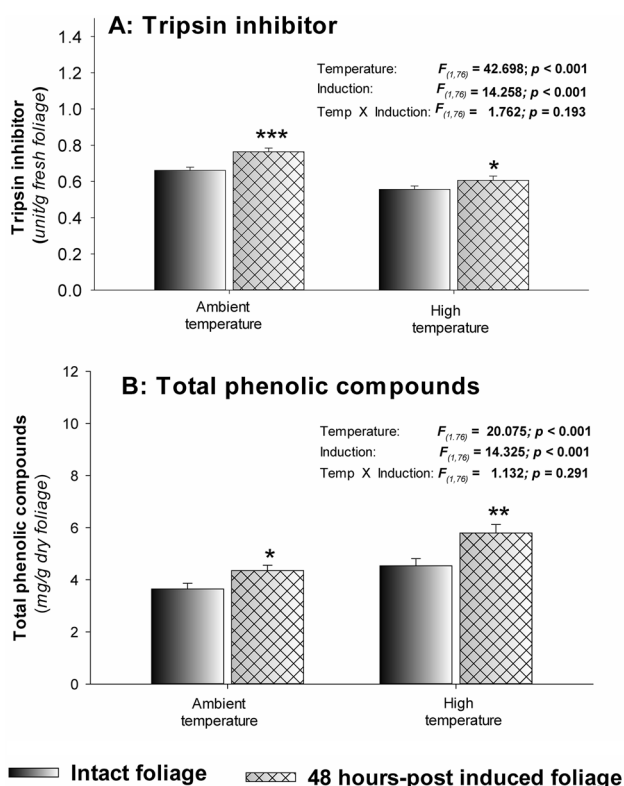 A: Tripsin inhibitor
1.4
1.2
1.0
0.8
0.6
0.4
0.2
0.0
Tripsin inhibitor
(unit/g fresh foliage)
Temperature: F(1,76) = 42.698; p < 0.001
Induction: F(1,76) = 14.258; p < 0.001
Temp X Induction: F(1,76) = 1.762; p = 0.193
***
*
Ambient
temperature
High
temperature
B: Total phenolic compounds
12
10
8
6
4
2
0
Total phenolic compounds
(mg/g dry foliage)
Temperature: F(1.76) = 20.075; p < 0.001
Induction: F(1,76) = 14.325; p < 0.001
Temp X Induction: F(1,76) = 1.132; p = 0.291
*
**
Ambient
temperature
High
temperature
Intact foliage
48 hours-post induced foliage